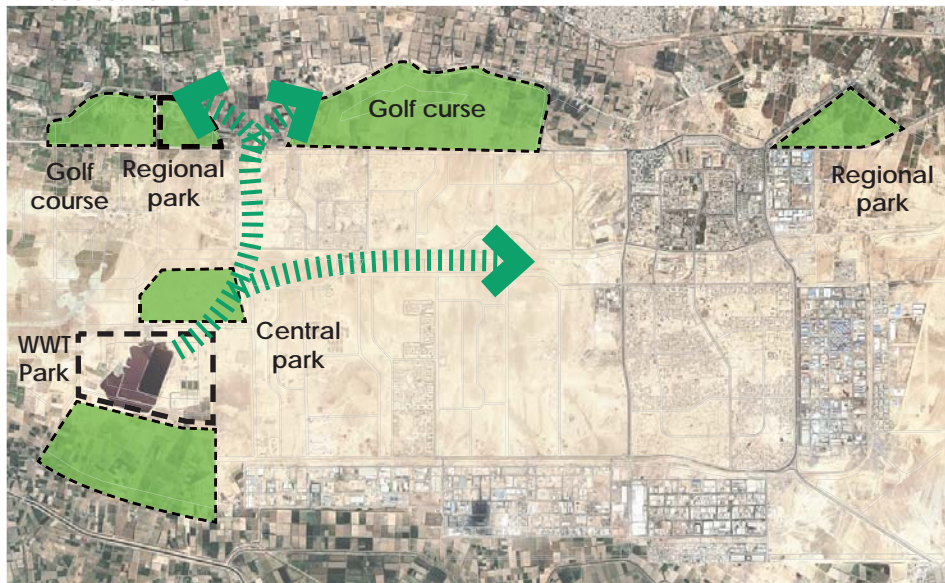 Golf curse
Golf
course
Regional
park
Regional
park
WWT
Park
Central
park